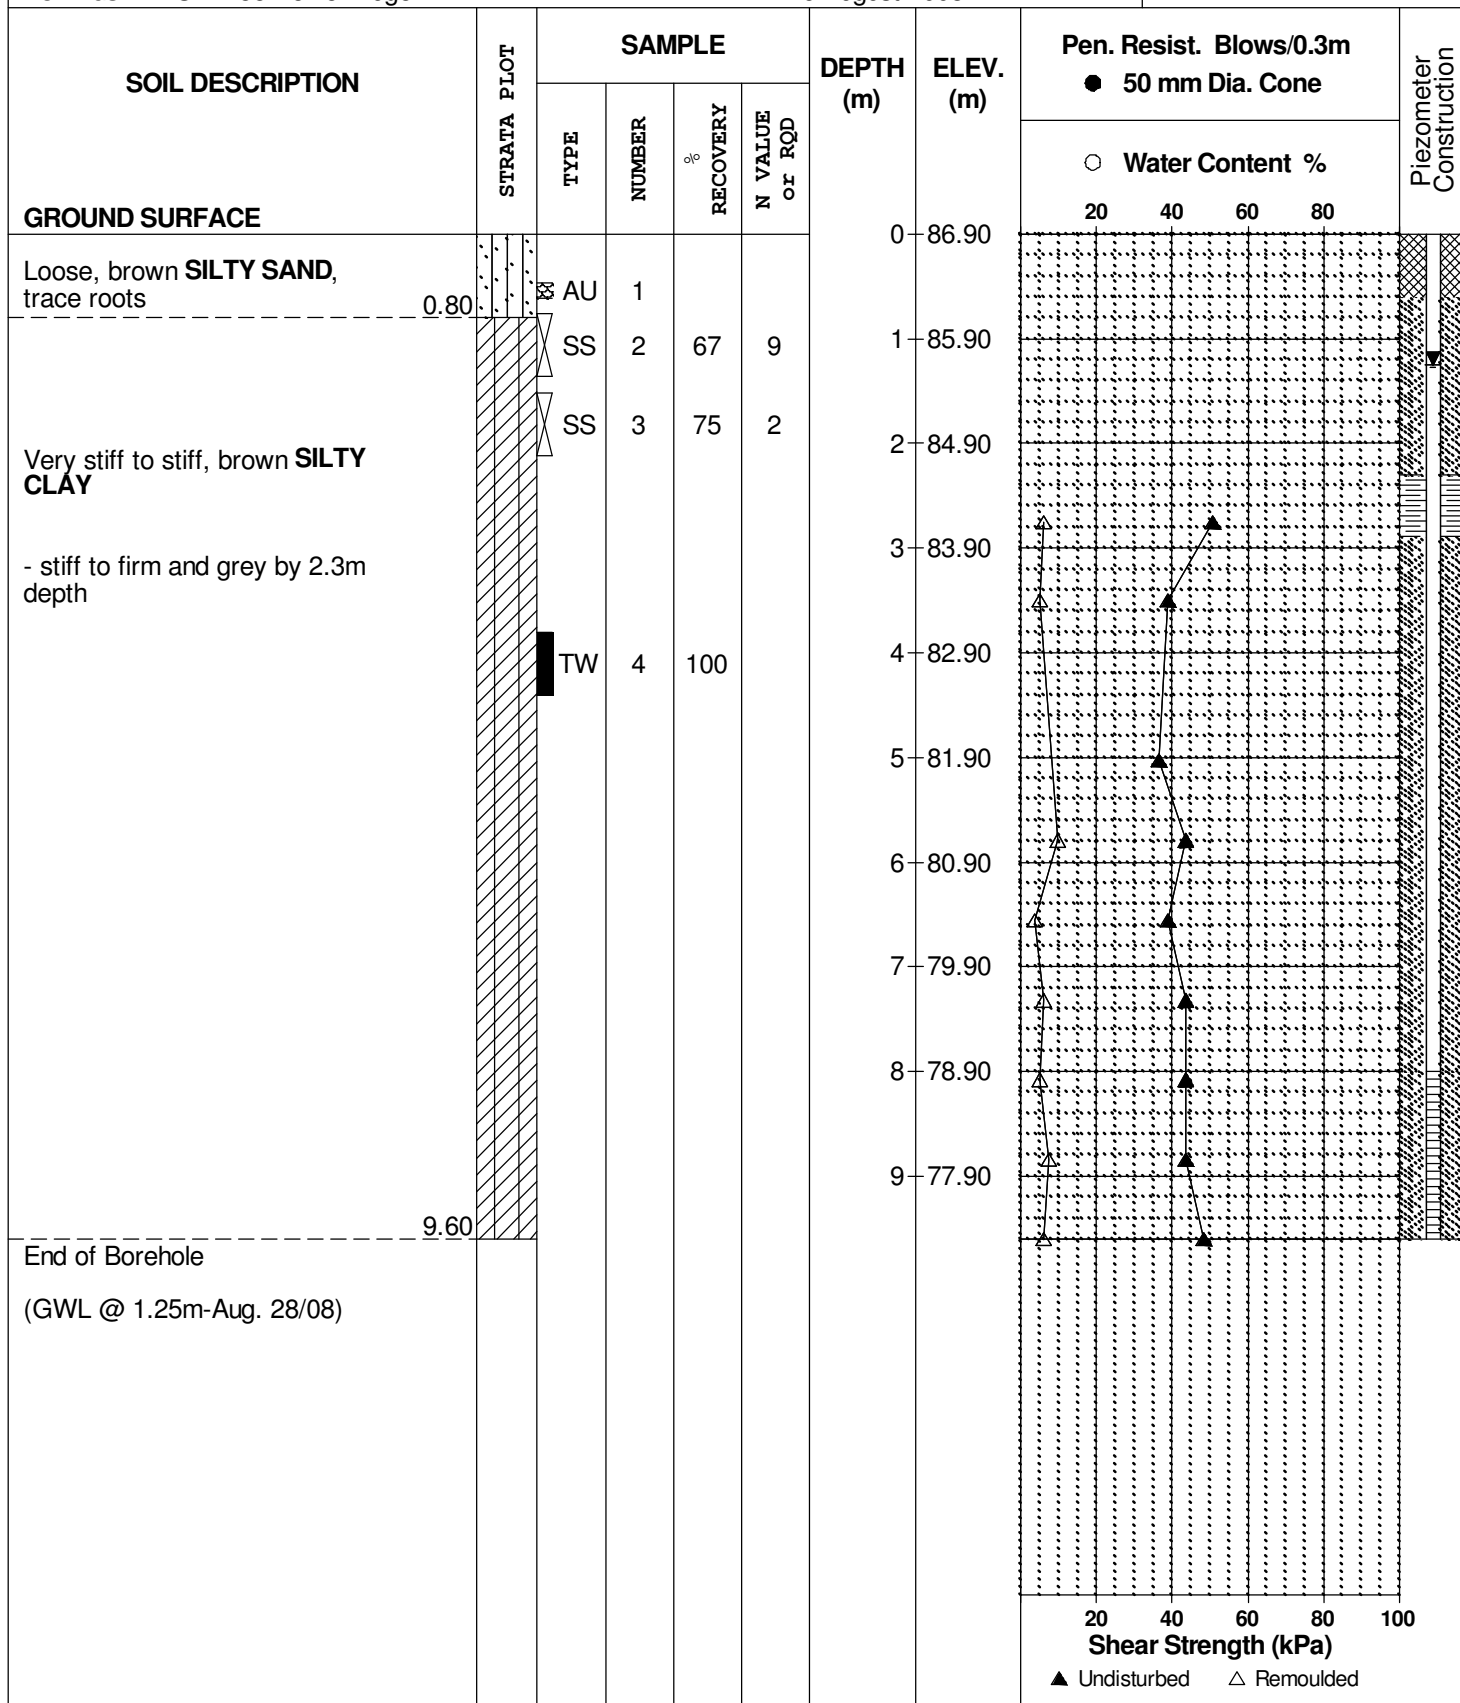 SOIL DESCRIPTION
GROUND SURFACE
STRATA PLOT
SAMPLE
TYPE
NUMBER
% RECOVERY
N VALUE or RQD
DEPTH (m)
ELEV. (m)
Pen. Resist. Blows/0.3m
● 50 mm Dia. Cone
○ Water Content %
20 40 60 80
Piezometer Construction
0 86.90
Loose, brown SILTY SAND,
trace roots
0.80
AU 1
SS 2 67 9
1 85.90
SS 3 75 2
2 84.90
Very stiff to stiff, brown SILTY
CLAY
3 83.90
- stiff to firm and grey by 2.3m
depth
TW 4 100
4 82.90
5 81.90
6 80.90
7 79.90
8 78.90
9 77.90
9.60
End of Borehole
(GWL @ 1.25m-Aug. 28/08)
20 40 60 80 100
Shear Strength (kPa)
▲ Undisturbed △ Remoulded